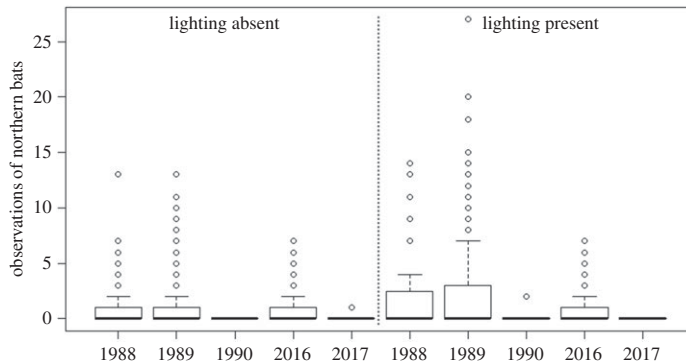 lighting absent
lighting present
observations of northern bats
25
20
15
10
5
0
1988 1989 1990 2016 2017 1988 1989 1990 2016 2017